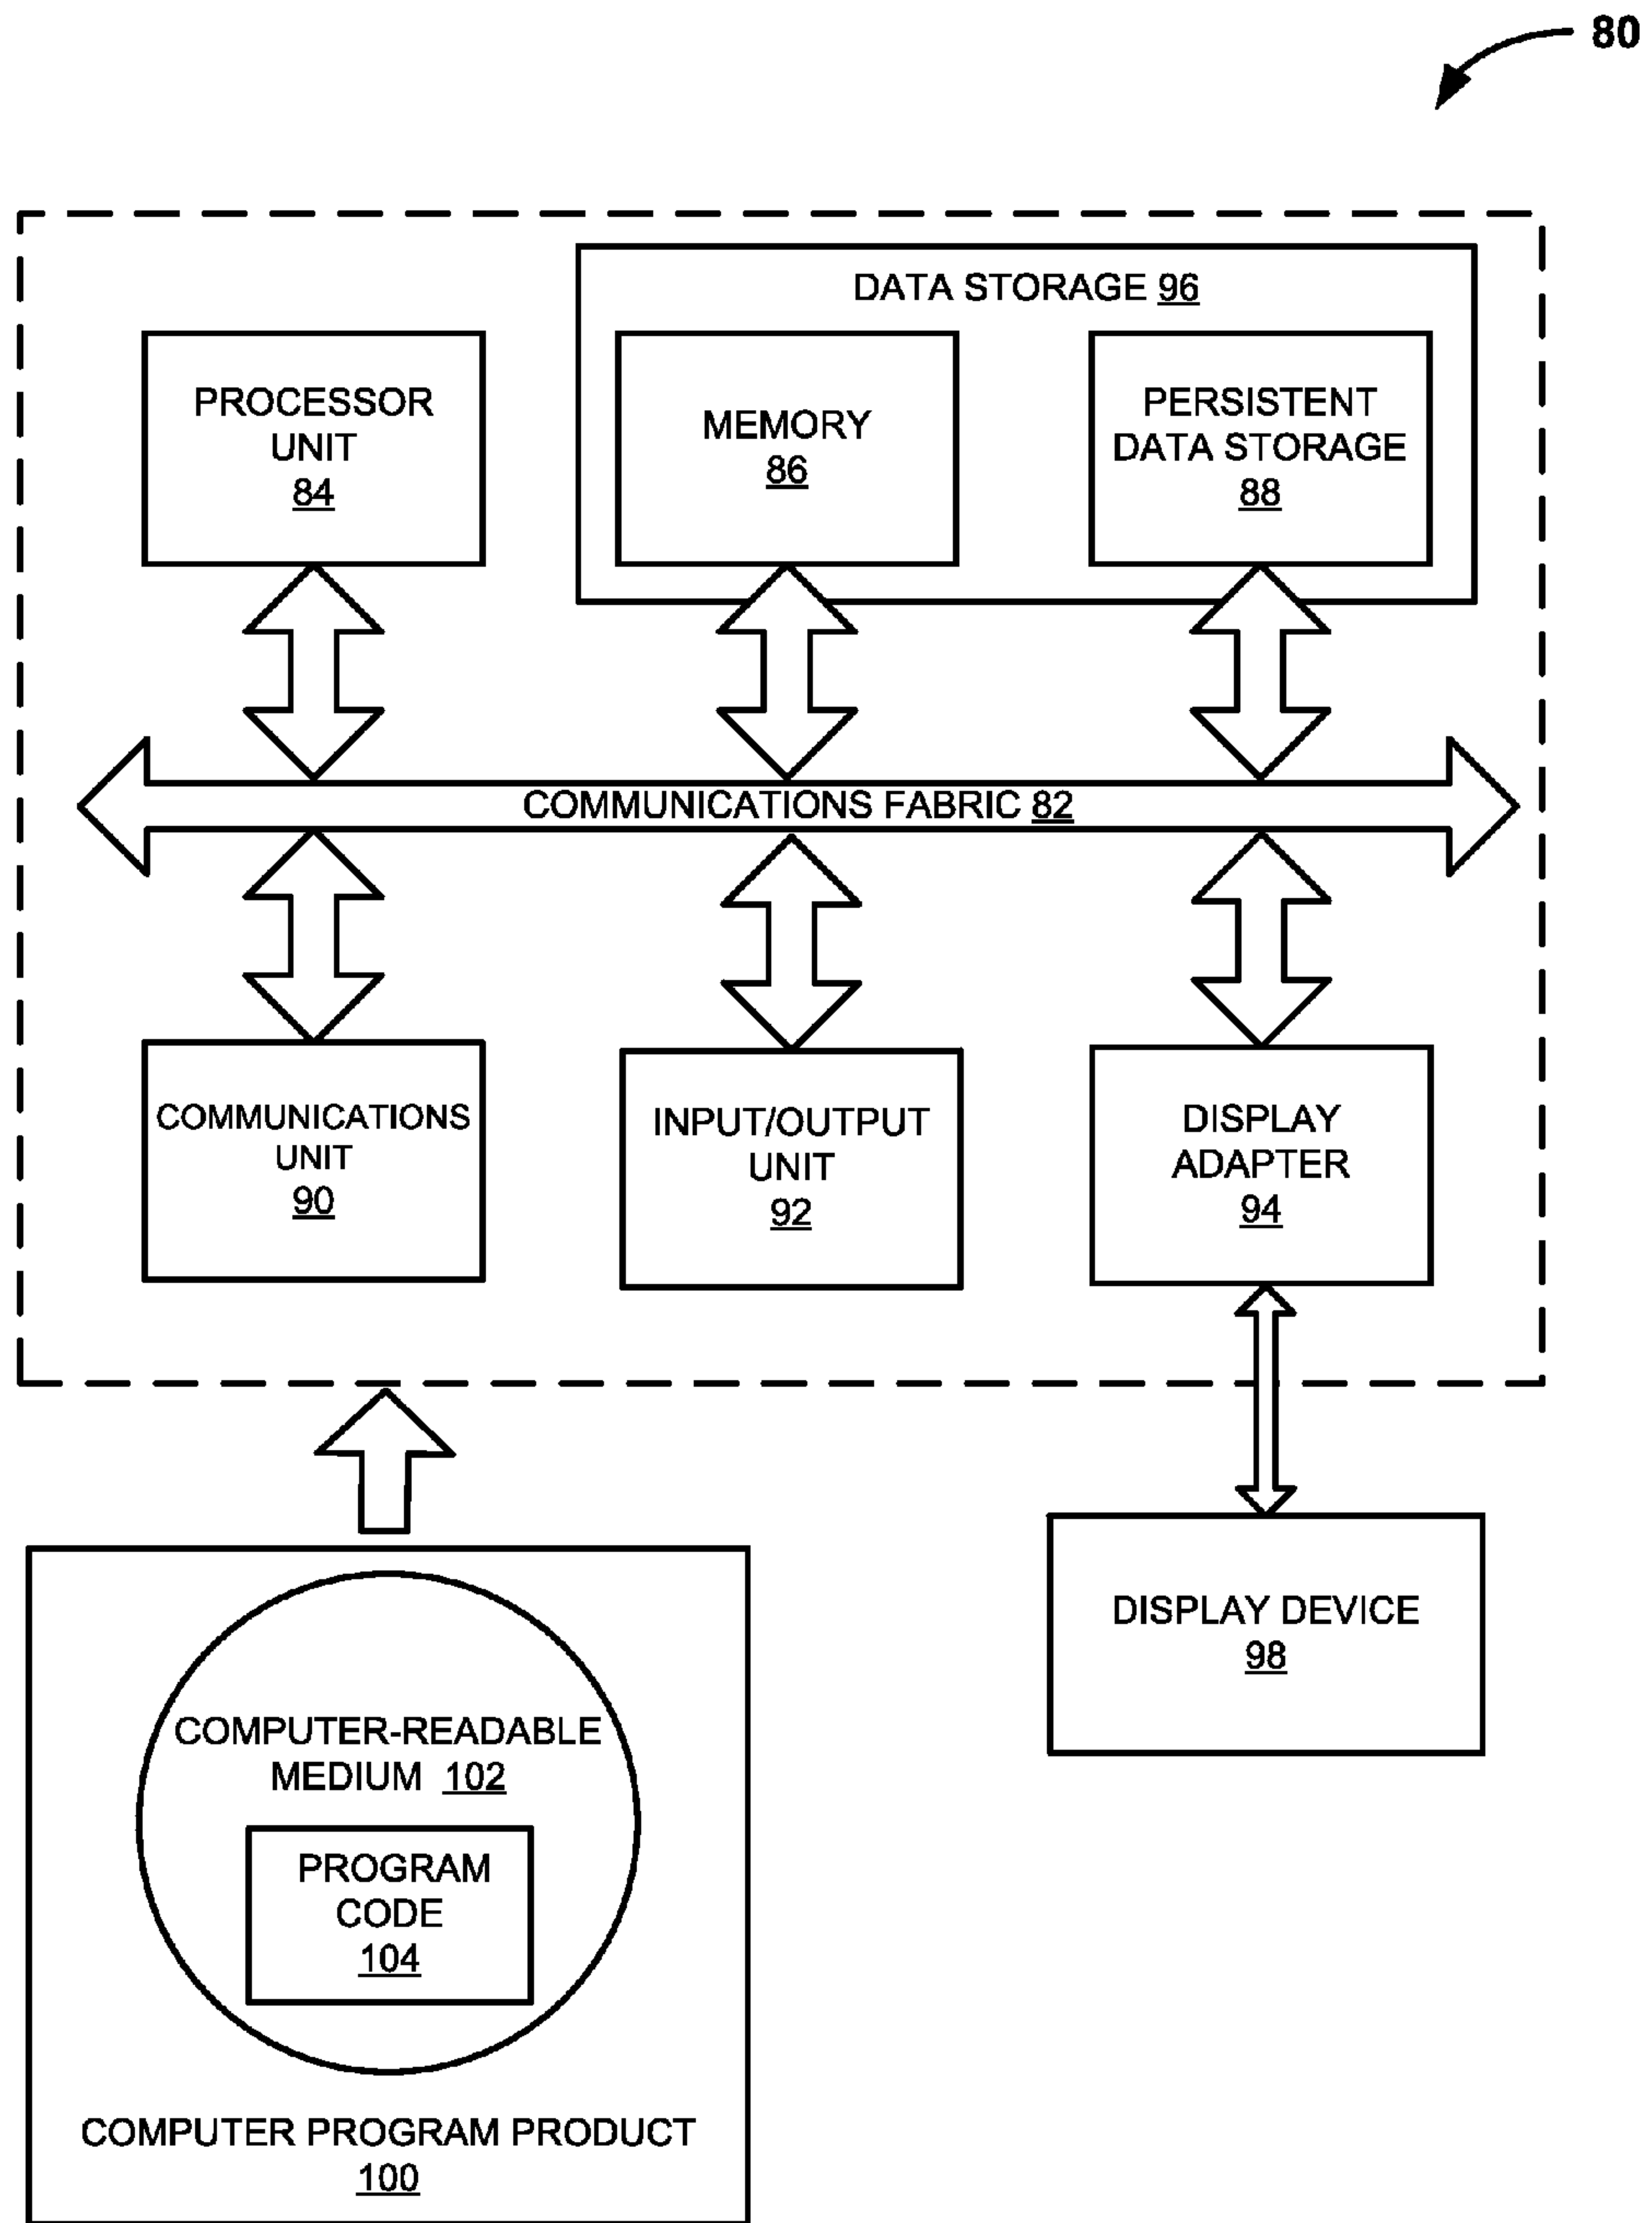 80
DATA STORAGE 96
PROCESSOR
UNIT
84
MEMORY
86
PERSISTENT
DATA STORAGE
88
COMMUNICATIONS FABRIC 82
COMMUNICATIONS
UNIT
90
INPUT/OUTPUT
UNIT
92
DISPLAY
ADAPTER
94
DISPLAY DEVICE
98
COMPUTER-READABLE
MEDIUM 102
PROGRAM
CODE
104
COMPUTER PROGRAM PRODUCT
100